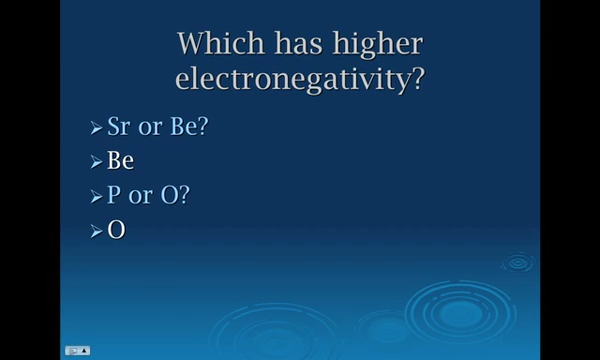 Which has higher
electronegativity?
Sr or Be?
Be
P or O?
O